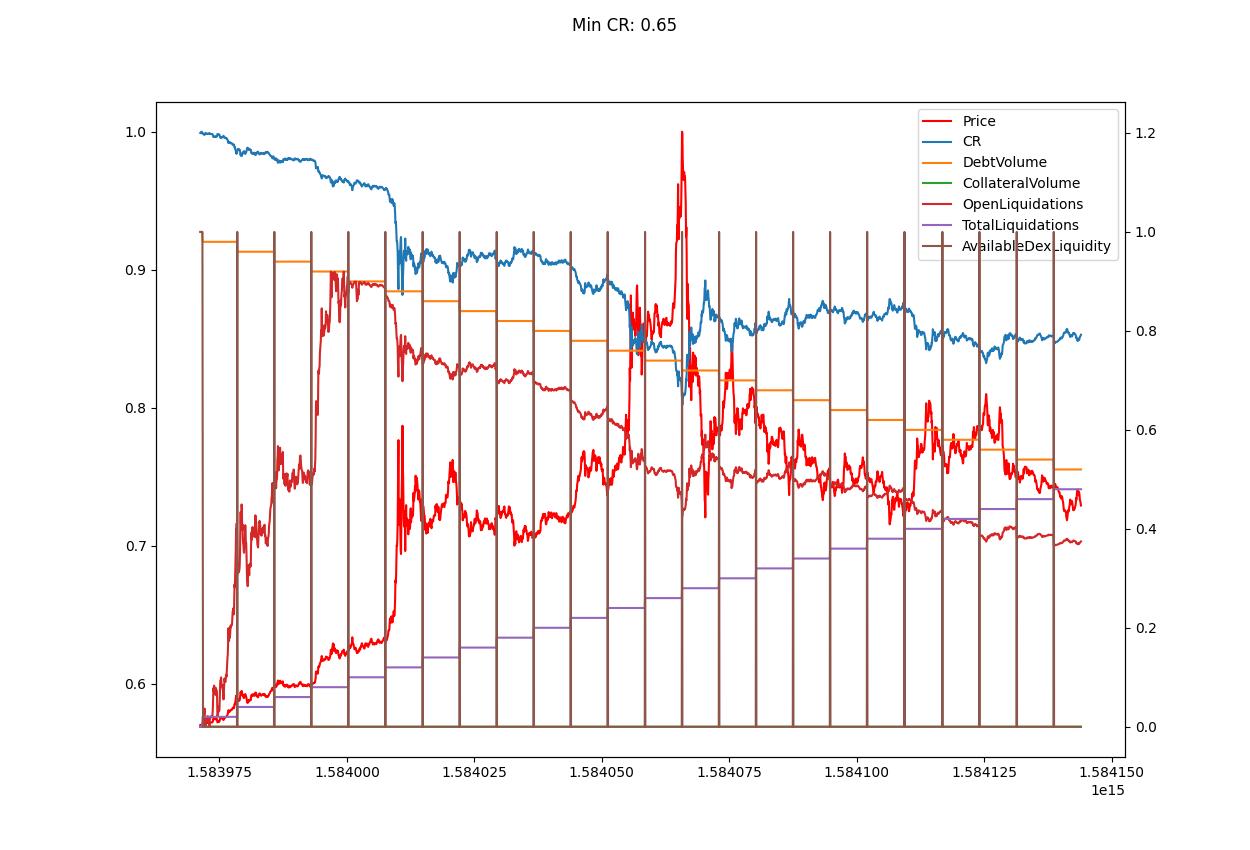 Min CR: 0.65
1.0
0.9
0.8
0.7
0.6
1.2
1.0
0.8
0.6
0.4
0.2
0.0
Price
CR
DebtVolume
CollateralVolume
OpenLiquidations
TotalLiquidations
AvailableDexLiquidity
1.583975 1.584000 1.584025 1.584050 1.584075 1.584100 1.584125 1.584150
1e15